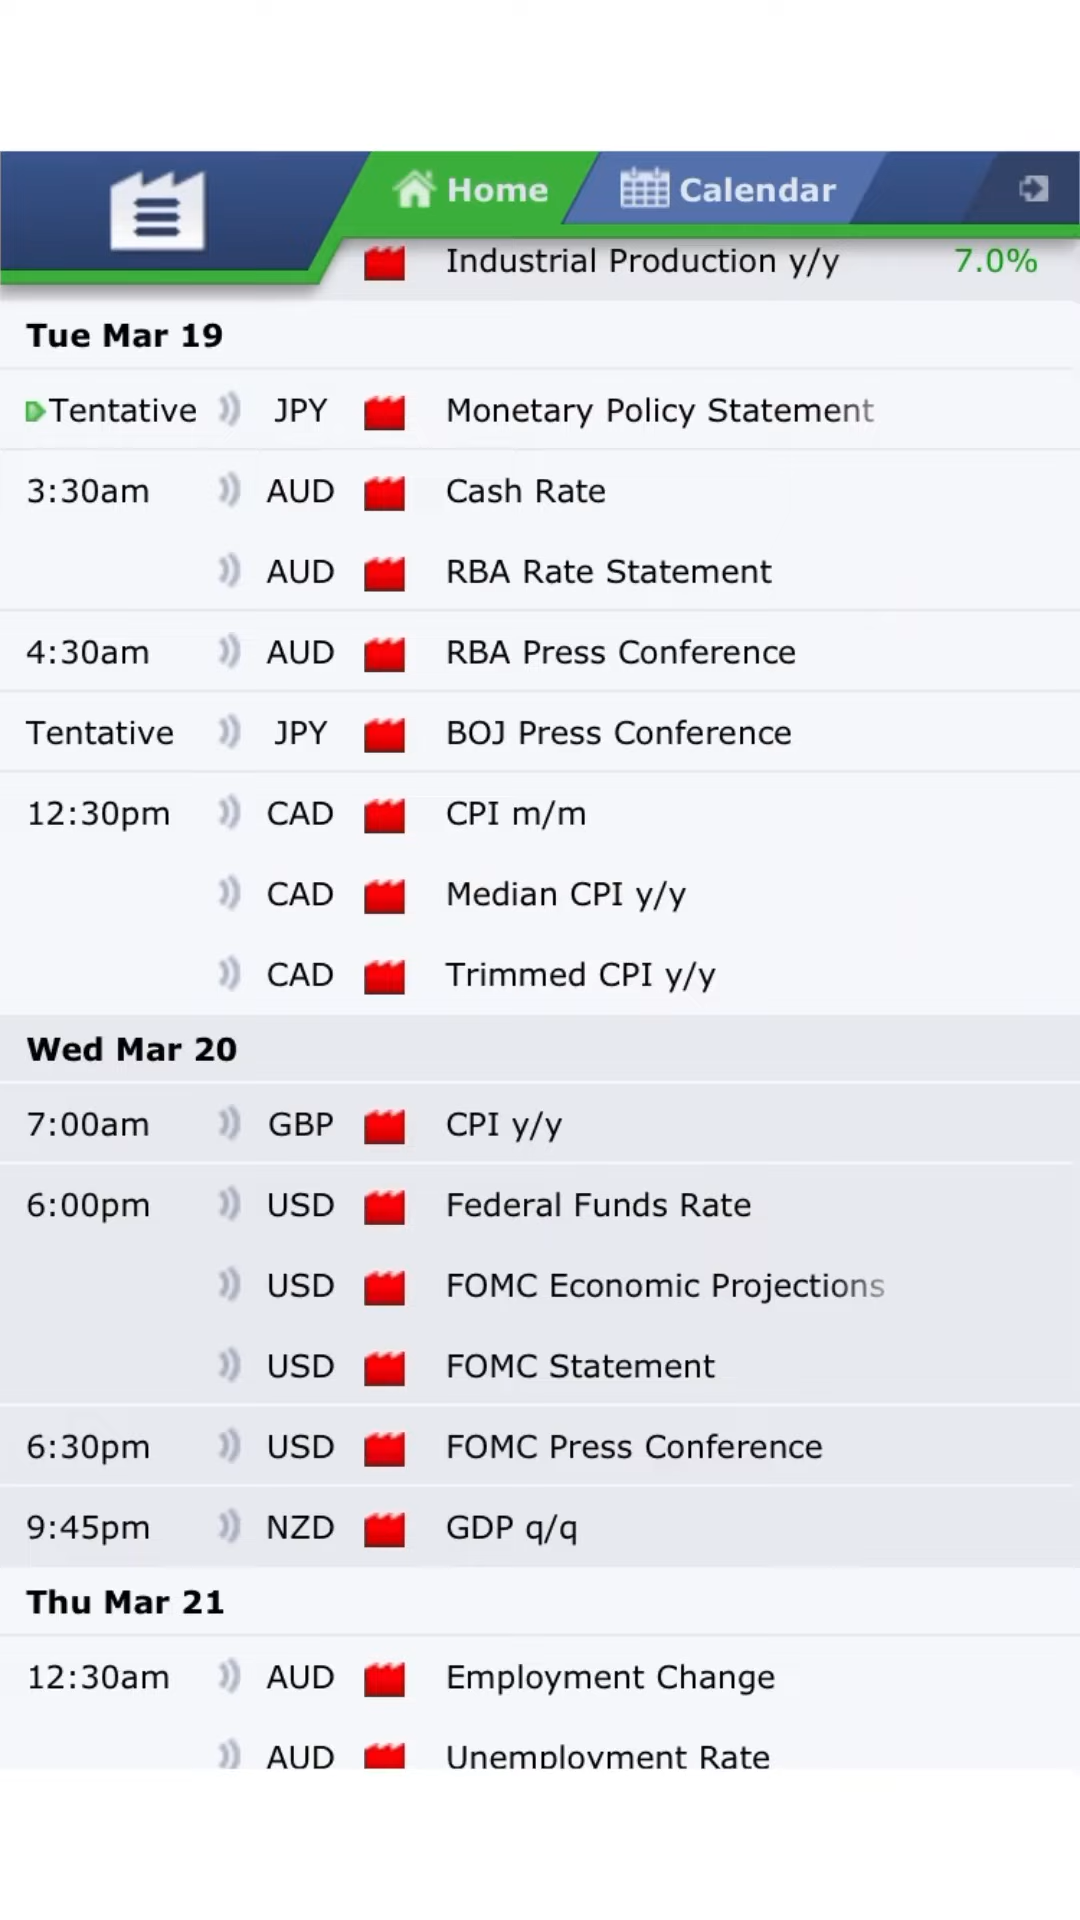 Home Calendar
Industrial Production y/y 7.0%
Tue Mar 19
Tentative JPY Monetary Policy Statement
3:30am AUD Cash Rate
AUD RBA Rate Statement
4:30am AUD RBA Press Conference
Tentative JPY BOJ Press Conference
12:30pm CAD CPI m/m
CAD Median CPI y/y
CAD Trimmed CPI y/y
Wed Mar 20
7:00am GBP CPI y/y
6:00pm USD Federal Funds Rate
USD FOMC Economic Projections
USD FOMC Statement
6:30pm USD FOMC Press Conference
9:45pm NZD GDP q/q
Thu Mar 21
12:30am AUD Employment Change
AUD Unemployment Rate